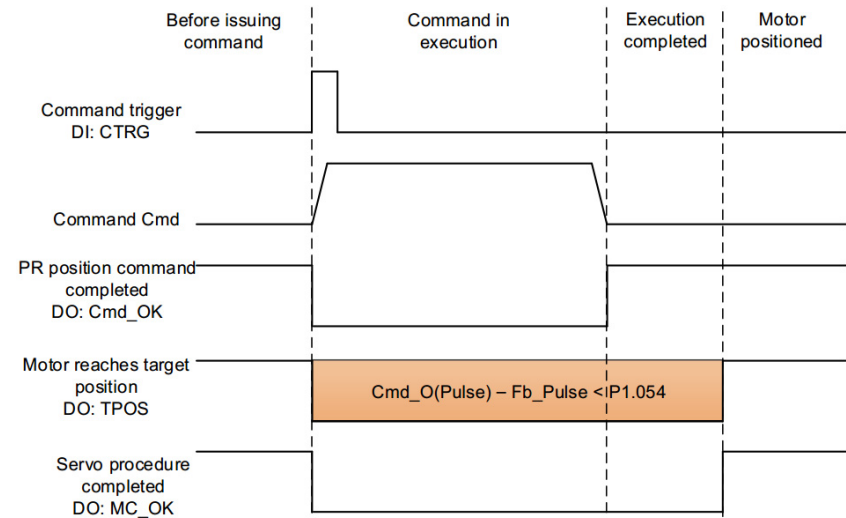 Before issuing
command
Command in
execution
Execution
completed
Motor
positioned
Command trigger
DI: CTRG
Command Cmd
PR position command
completed
DO: Cmd_OK
Motor reaches target
position
DO: TPOS
Cmd_O(Pulse) – Fb_Pulse < P1.054
Servo procedure
completed
DO: MC_OK